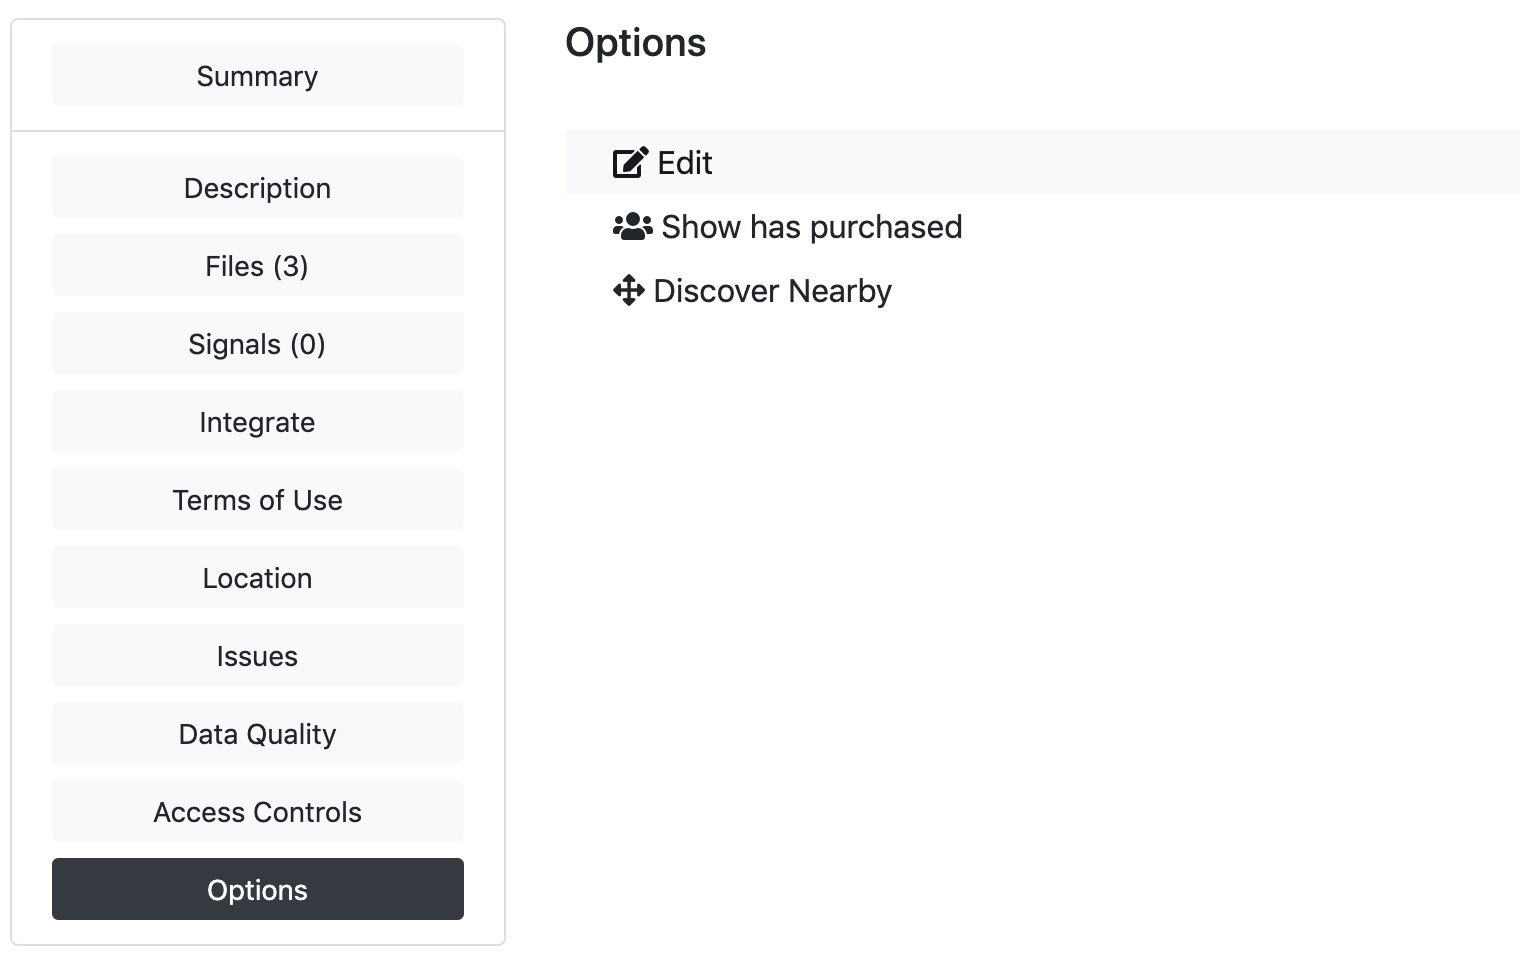 Summary
Description
Files (3)
Signals (0)
Integrate
Terms of Use
Location
Issues
Data Quality
Access Controls
Options
Options
Edit
Show has purchased
Discover Nearby